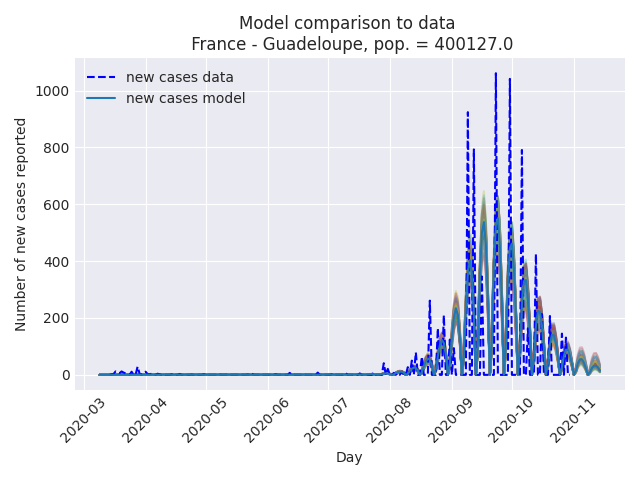 Model comparison to data
France - Guadeloupe, pop. = 400127.0
new cases data
new cases model
Number of new cases reported
1000
800
600
400
200
0
2020-03
2020-04
2020-05
2020-06
2020-07
2020-08
2020-09
2020-10
2020-11
Day